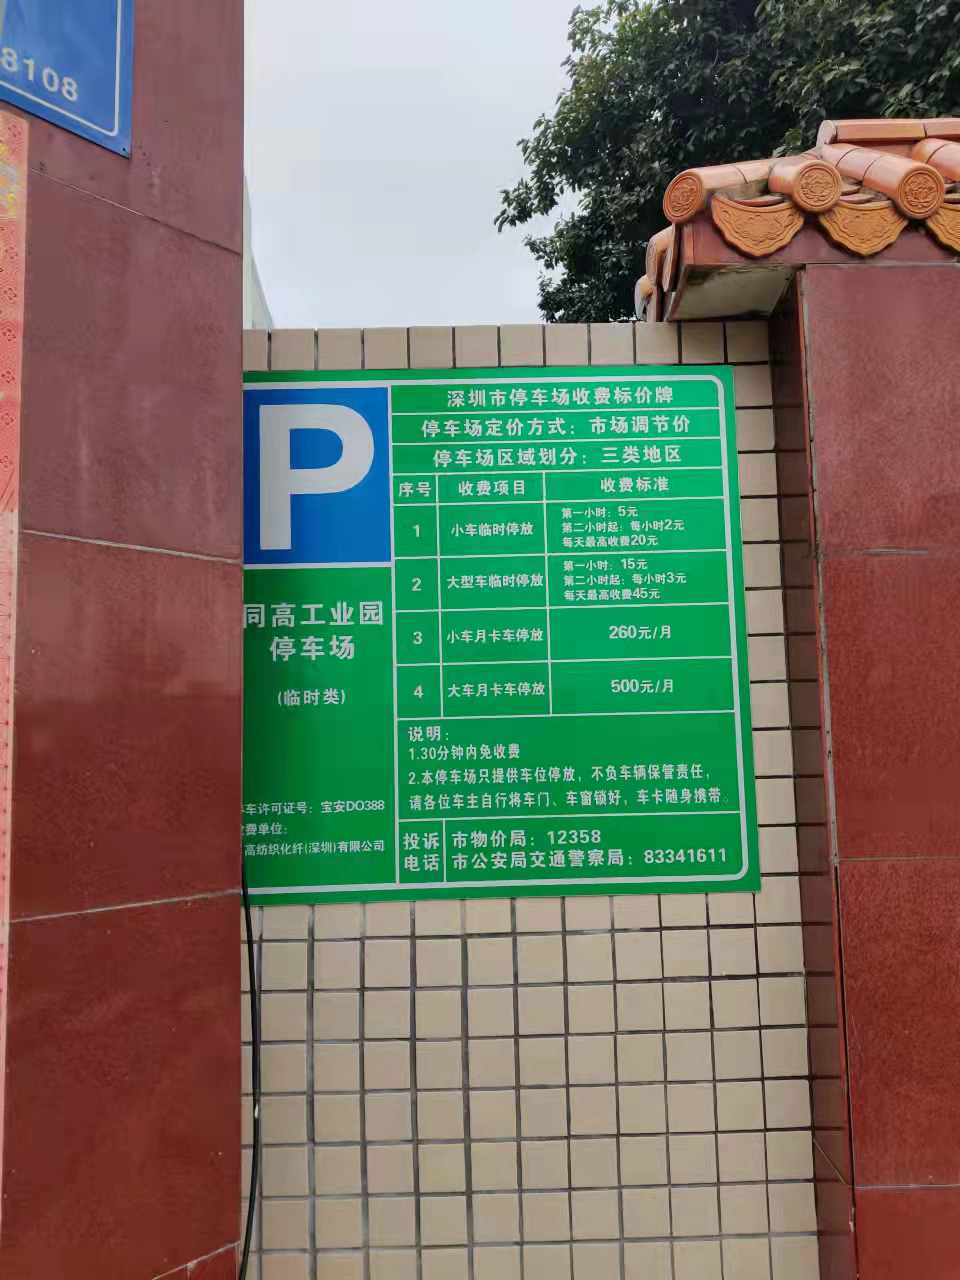 8108
P
同高工业园
停车场
(临时类)
车许可证号：宝安DO388
费单位：
高纺织化纤(深圳)有限公司
深圳市停车场收费标价牌
停车场定价方式：市场调节价
停车场区域划分：三类地区
序号 收费项目 收费标准
1 小车临时停放 第一小时：5元
第二小时起：每小时2元
每天最高收费20元
2 大型车临时停放 第一小时：15元
第二小时起：每小时3元
每天最高收费45元
3 小车月卡车停放 260元/月
4 大车月卡车停放 500元/月
说明：
1.30分钟内免收费
2.本停车场只提供车位停放，不负车辆保管责任，
请各位车主自行将车门、车窗锁好，车卡随身携带。
投诉电话
市物价局：12358
市公安局交通警察局：83341611